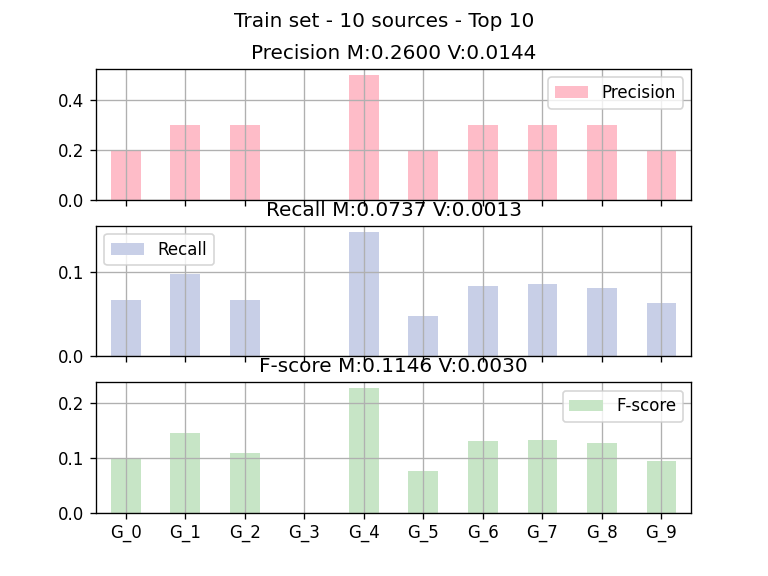 Train set - 10 sources - Top 10
Precision M:0.2600 V:0.0144
0.4
0.2
0.0
Precision
Recall M:0.0737 V:0.0013
0.1
0.0
Recall
F-score M:0.1146 V:0.0030
0.2
0.1
0.0
F-score
G_0 G_1 G_2 G_3 G_4 G_5 G_6 G_7 G_8 G_9